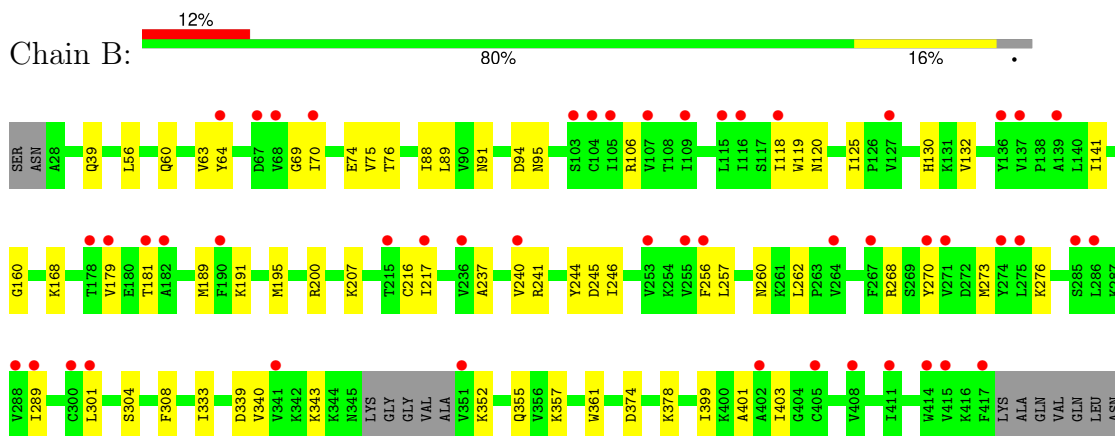 12%
Chain B:
80% 16% •
SER ASN A28 Q39 L56 Q60 V63 Y64 D67 V68 G69 I70 E74 V75 T76 I88 L89 V90 N91 D94 N95 S103 C104 I105 R106 V107 T108 I109 L115 I116 S117 I118 W119 N120 I125 P126 V127 H130 K131 V132 Y136 V137 P138 A139 L140 I141
G160 K168 T178 V179 E180 T181 A182 M189 F190 K191 M195 R200 K207 T215 C216 I217 V236 A237 V240 R241 Y244 D245 I246 V253 K254 V255 F256 L257 N260 K261 L262 P263 V264 F267 R268 S269 Y270 V271 D272 M273 Y274 L275 K276 S285 L286 K287
V288 I289 C300 L301 S304 F308 I333 D339 V340 V341 K342 K343 K344 N345 LYS GLY GLY VAL ALA V351 K352 Q355 V356 K357 W361 D374 K378 I399 K400 A401 A402 I403 G404 C405 V408 I411 W414 V415 K416 F417 LYS ALA GLN VAL GLN LEU ASN